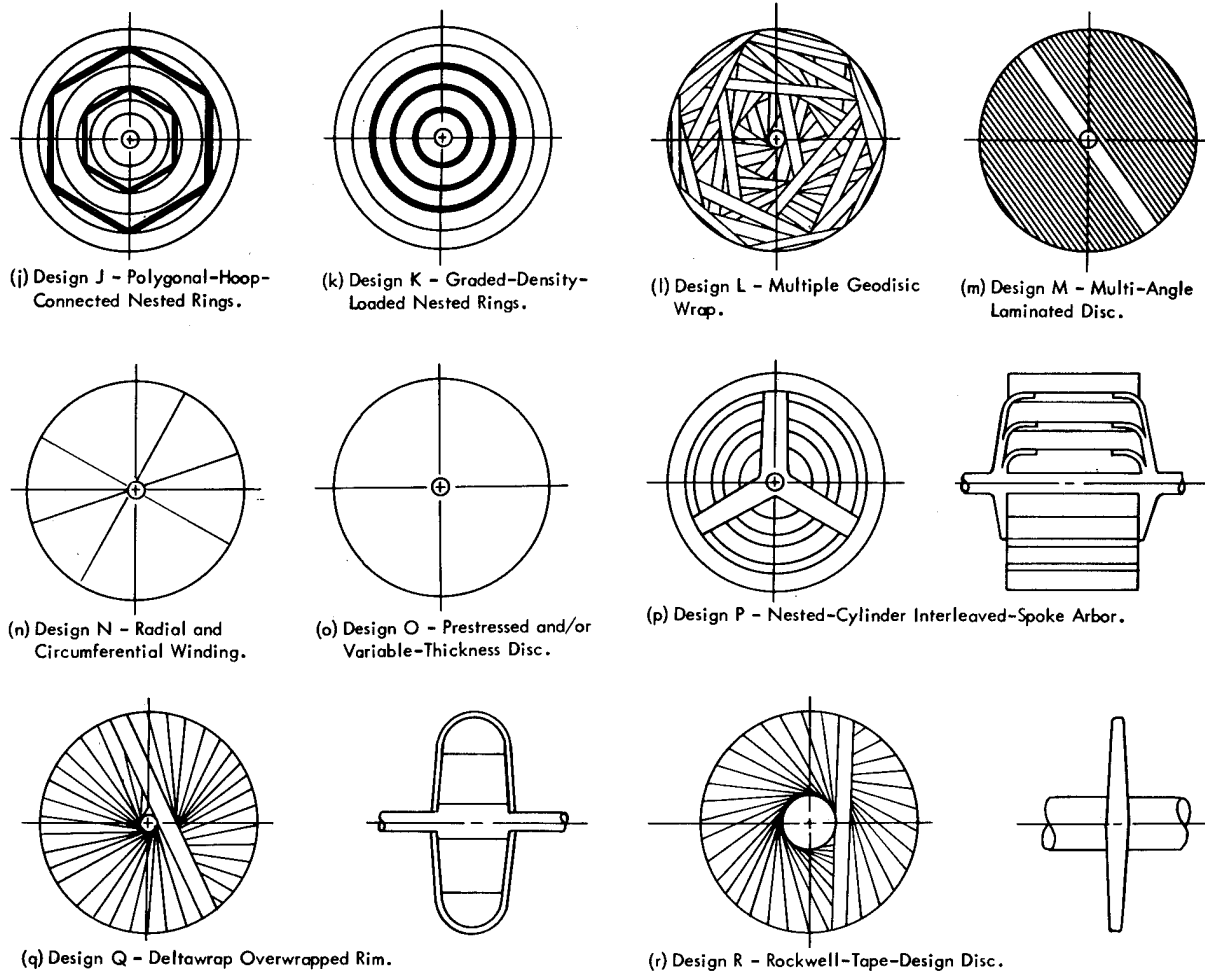 (j) Design J - Polygonal-Hoop-
Connected Nested Rings.
(k) Design K - Graded-Density-
Loaded Nested Rings.
(l) Design L - Multiple Geodisic
Wrap.
(m) Design M - Multi-Angle
Laminated Disc.
(n) Design N - Radial and
Circumferential Winding.
(o) Design O - Prestressed and/or
Variable-Thickness Disc.
(p) Design P - Nested-Cylinder Interleaved-Spoke Arbor.
(q) Design Q - Deltawrap Overwrapped Rim.
(r) Design R - Rockwell-Tape-Design Disc.